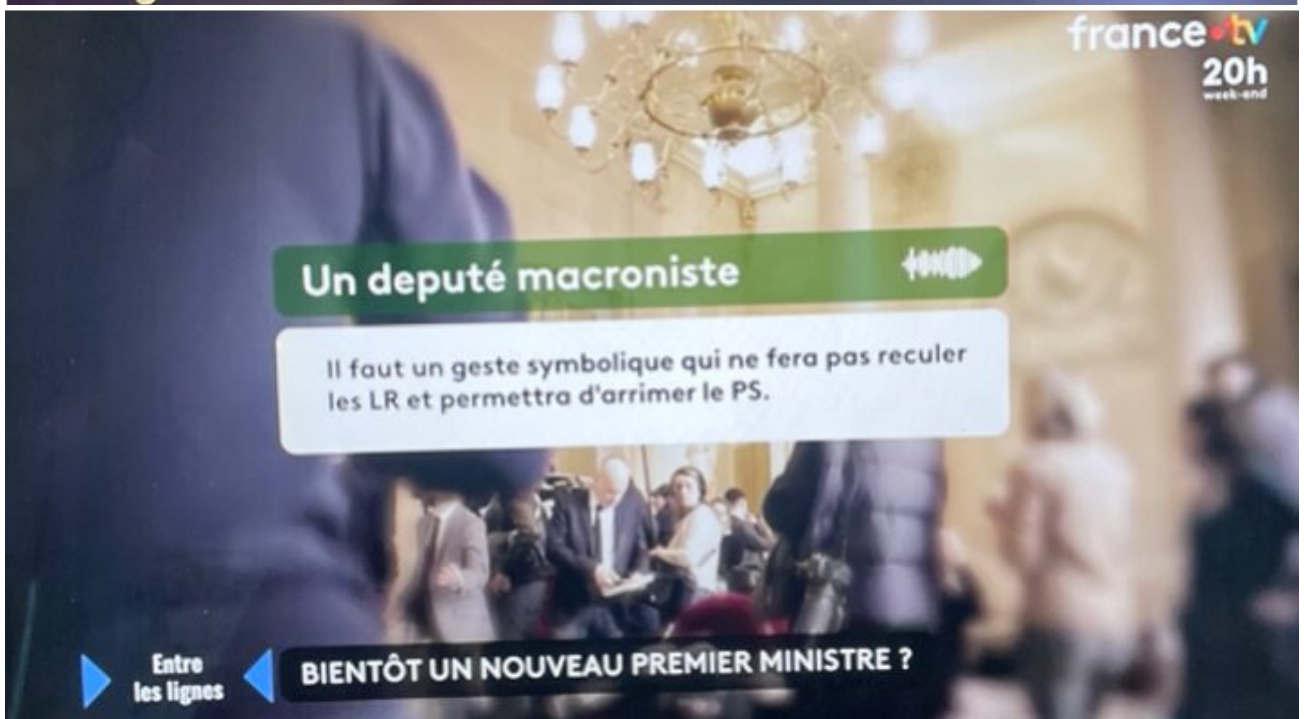 france•tv
20h
week-end
Un deputé macroniste
Il faut un geste symbolique qui ne fera pas reculer
les LR et permettra d'arrimer le PS.
Entre
les lignes
BIENTÔT UN NOUVEAU PREMIER MINISTRE ?